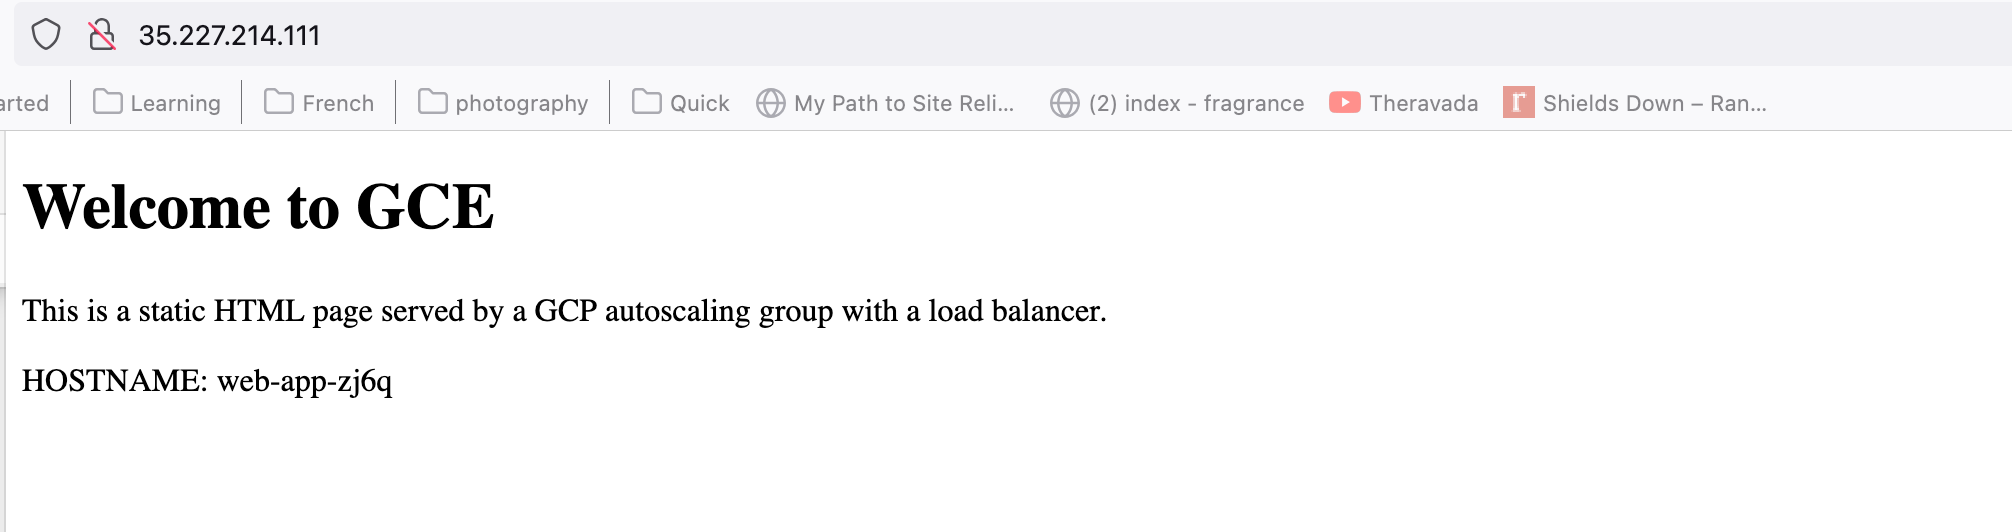 35.227.214.111
arted Learning French photography Quick My Path to Site Reli... (2) index - fragrance Theravada r Shields Down – Ran...
Welcome to GCE
This is a static HTML page served by a GCP autoscaling group with a load balancer.
HOSTNAME: web-app-zj6q